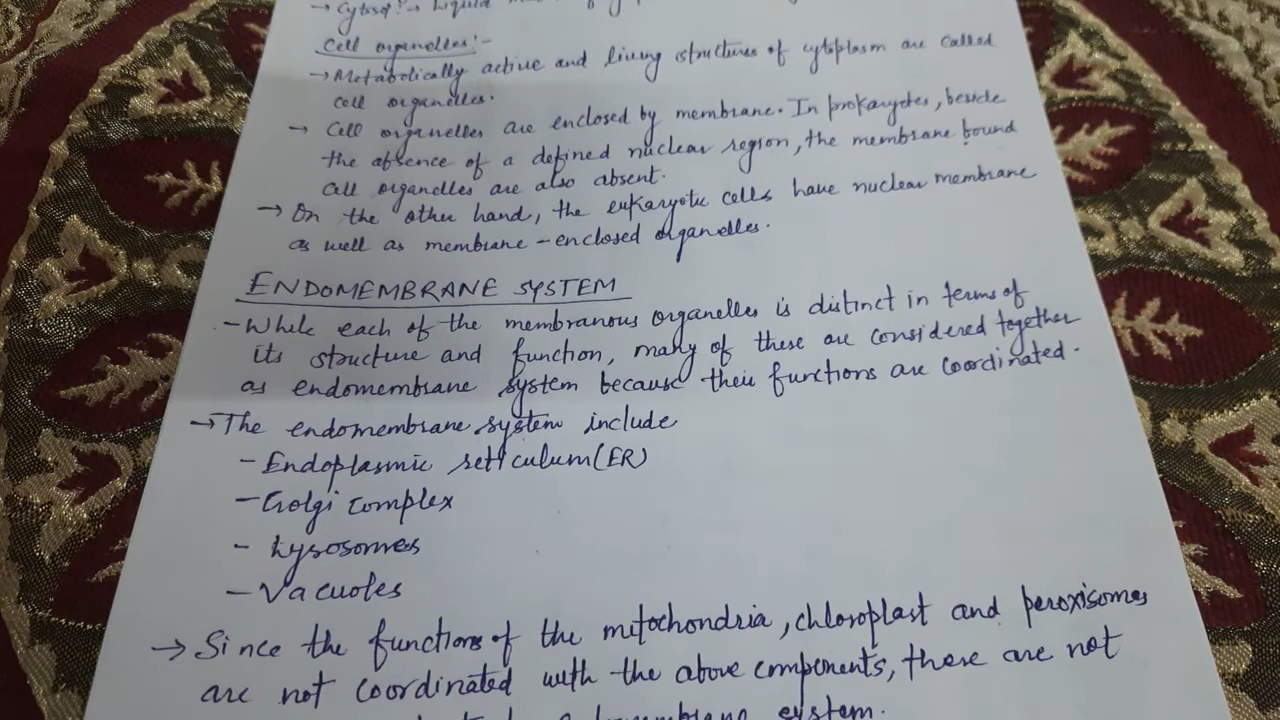 → Cytosol:→ Liquid
Cell organelles:-
→ Metabolically active and living structures of cytoplasm are called
cell organelles.
→ Cell organelles are enclosed by membrane. In prokaryotes, beside
the absence of a defined nuclear region, the membrane bound
cell organelles are also absent.
→ On the other hand, the eukaryotic cells have nuclear membrane
as well as membrane-enclosed organelles.
ENDOMEMBRANE SYSTEM
- While each of the membranous organelles is distinct in terms of
its structure and function, many of these are considered together
as endomembrane system because their functions are coordinated.
→ The endomembrane system include
- Endoplasmic reticulum (ER)
- Golgi complex
- Lysosomes
- Vacuoles
→ Since the functions of the mitochondria, chloroplast and peroxisomes
are not coordinated with the above components, these are not
system.